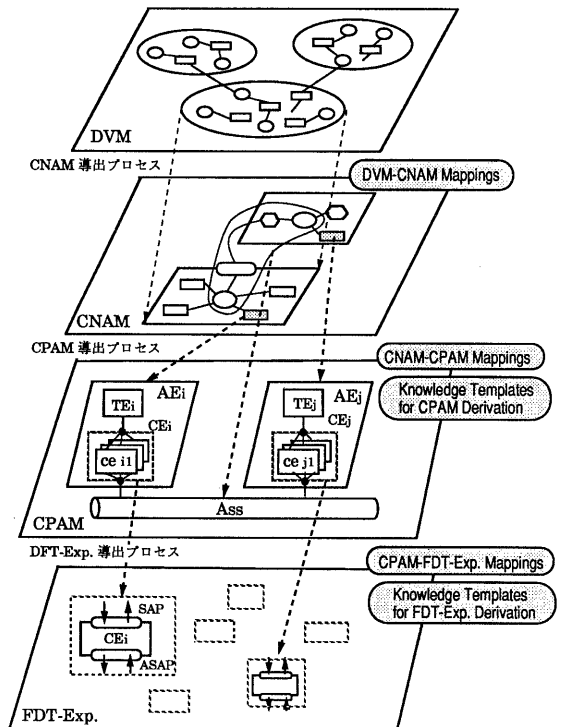 DVM
CNAM 導出プロセス
DVM-CNAM Mappings
CNAM
CPAM 導出プロセス
CNAM-CPAM Mappings
Knowledge Templates
for CPAM Derivation
AEi
TEi
CEi
ce i1
AEj
TEj
CEj
ce j1
Ass
CPAM
DFT-Exp. 導出プロセス
CPAM-FDT-Exp. Mappings
Knowledge Templates
for FDT-Exp. Derivation
SAP
CEi
ASAP
FDT-Exp.